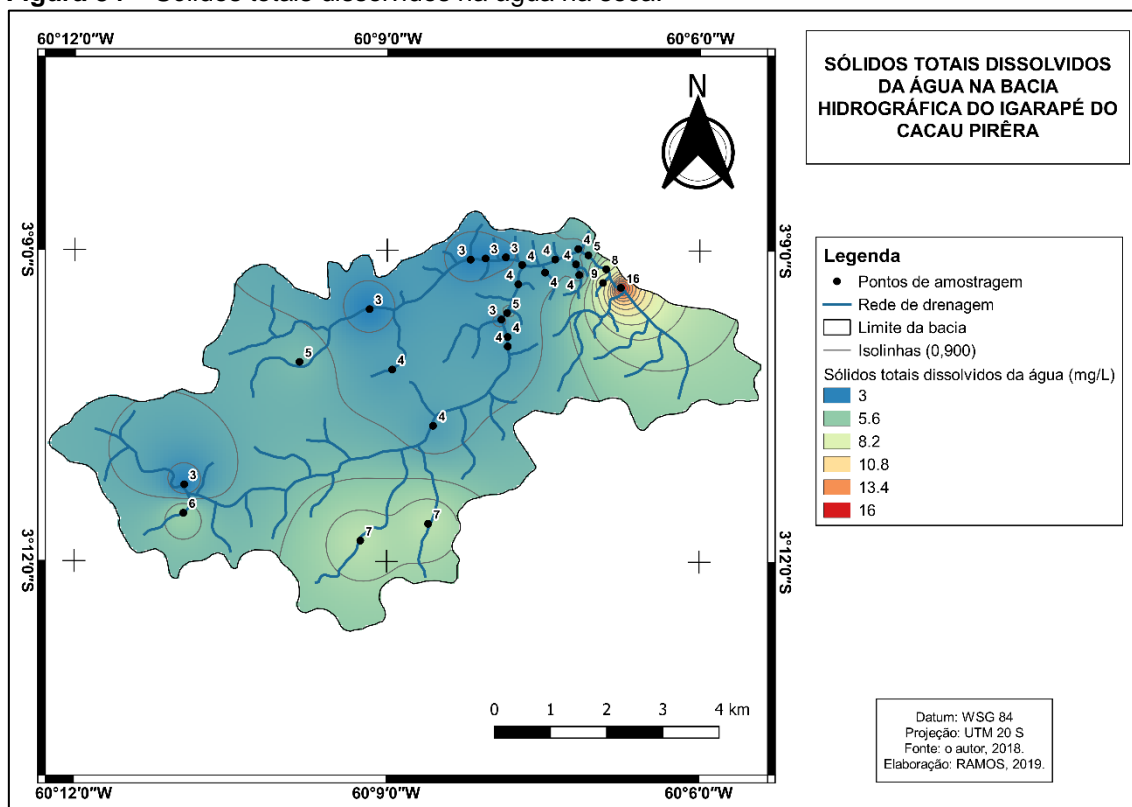 60°12'0"W 60°9'0"W 60°6'0"W
SÓLIDOS TOTAIS DISSOLVIDOS
DA ÁGUA NA BACIA
HIDROGRÁFICA DO IGARAPÉ DO
CACAU PIRÊRA
N
3°9'0"S
3°9'0"S
4
5
3 3 3 4 4 4
8
4 4 9
16
3
5
3
4
5
4
4
3
6
7
7
3°12'0"S
3°12'0"S
Legenda
Pontos de amostragem
Rede de drenagem
Limite da bacia
Isolinhas (0,900)
Sólidos totais dissolvidos da água (mg/L)
3
5.6
8.2
10.8
13.4
16
0 1 2 3 4 km
Datum: WSG 84
Projeção: UTM 20 S
Fonte: o autor, 2018.
Elaboração: RAMOS, 2019.
60°12'0"W 60°9'0"W 60°6'0"W